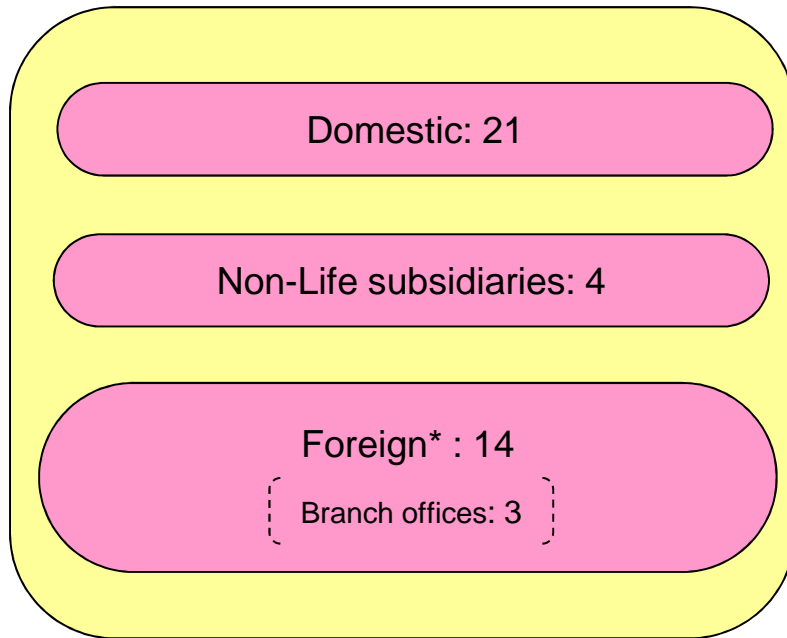 Domestic: 21
Non-Life subsidiaries: 4
Foreign* : 14
Branch offices: 3